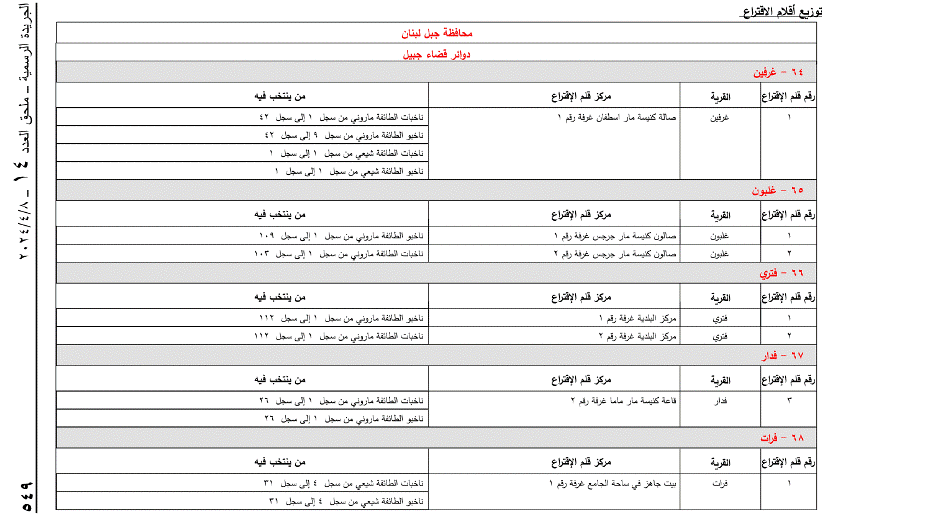 توزيع أقلام الاقتراع
محافظة جبل لبنان
دوائر قضاء جبيل
٦٤ - غرفين
رقم قلم الإقتراع القرية مركز قلم الإقتراع من ينتخب فيه
١ غرفين صالة كنيسة مار اسطفان غرفة رقم ١ ناخبات الطائفة ماروني من سجل ١ إلى سجل ٤٢
ناخبو الطائفة ماروني من سجل ٩ إلى سجل ٤٢
ناخبات الطائفة شيعي من سجل ١ إلى سجل ١
ناخبو الطائفة شيعي من سجل ١ إلى سجل ١
٦٥ - غلبون
رقم قلم الإقتراع القرية مركز قلم الإقتراع من ينتخب فيه
١ غلبون صالون كنيسة مار جرجس غرفة رقم ١ ناخبو الطائفة ماروني من سجل ١ إلى سجل ١٠٩
٢ غلبون صالون كنيسة مار جرجس غرفة رقم ٢ ناخبات الطائفة ماروني من سجل ١ إلى سجل ١٠٣
٦٦ - فتري
رقم قلم الإقتراع القرية مركز قلم الإقتراع من ينتخب فيه
١ فتري مركز البلدية غرفة رقم ١ ناخبو الطائفة ماروني من سجل ١ إلى سجل ١١٢
٢ فتري مركز البلدية غرفة رقم ٢ ناخبات الطائفة ماروني من سجل ١ إلى سجل ١١٢
٦٧ - فدار
رقم قلم الإقتراع القرية مركز قلم الإقتراع من ينتخب فيه
٣ فدار قاعة كنيسة مار ماما غرفة رقم ٢ ناخبات الطائفة ماروني من سجل ١ إلى سجل ٢٦
ناخبو الطائفة ماروني من سجل ١ إلى سجل ٢٦
٦٨ - فرات
رقم قلم الإقتراع القرية مركز قلم الإقتراع من ينتخب فيه
١ فرات بيت جاهز في ساحة الجامع غرفة رقم ١ ناخبات الطائفة شيعي من سجل ٤ إلى سجل ٣١
ناخبو الطائفة شيعي من سجل ٤ إلى سجل ٣١
الجريدة الرسمية – ملحق العدد ١٤ – ٢٠٢٤/٤/٨
٥٤٩